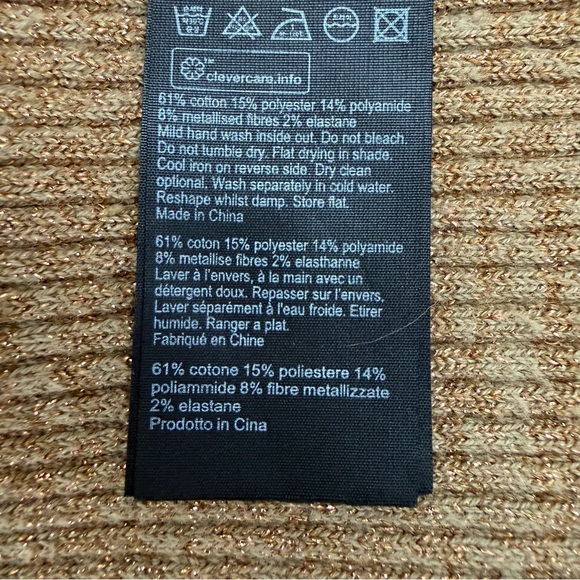 clevercare.info
61% cotton 15% polyester 14% polyamide
8% metallised fibres 2% elastane
Mild hand wash inside out. Do not bleach.
Do not tumble dry. Flat drying in shade.
Cool iron on reverse side. Dry clean
optional. Wash separately in cold water.
Reshape whilst damp. Store flat.
Made in China
61% coton 15% polyester 14% polyamide
8% metailise fibres 2% elasthanne
Laver à l'envers, à la main avec un
détergent doux. Repasser sur l'envers,
Laver séparément à l'eau froide. Etirer
humide. Ranger a plat.
Fabriqué en Chine
61% cotone 15% poliestere 14%
poliammide 8% fibre metallizzate
2% elastane
Prodotto in Cina